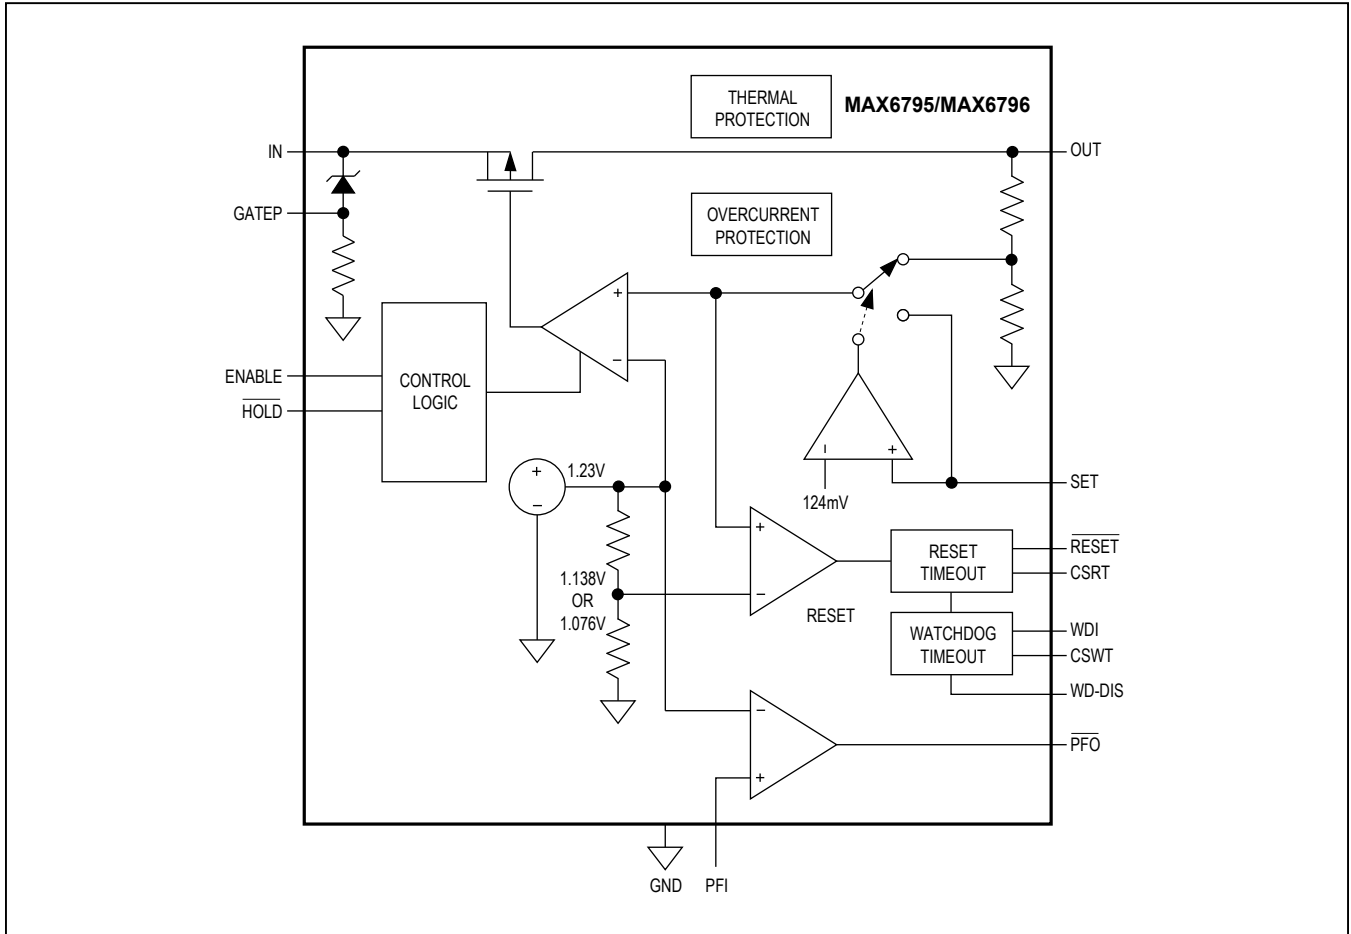 THERMAL
PROTECTION
MAX6795/MAX6796
IN
OUT
GATEP
OVERCURRENT
PROTECTION
+
−
ENABLE
HOLD
CONTROL
LOGIC
+
−
1.23V
−
+
124mV
SET
1.138V
OR
1.076V
+
−
RESET
RESET
TIMEOUT
RESET
CSRT
WATCHDOG
TIMEOUT
WDI
CSWT
WD-DIS
−
+
PFO
GND
PFI